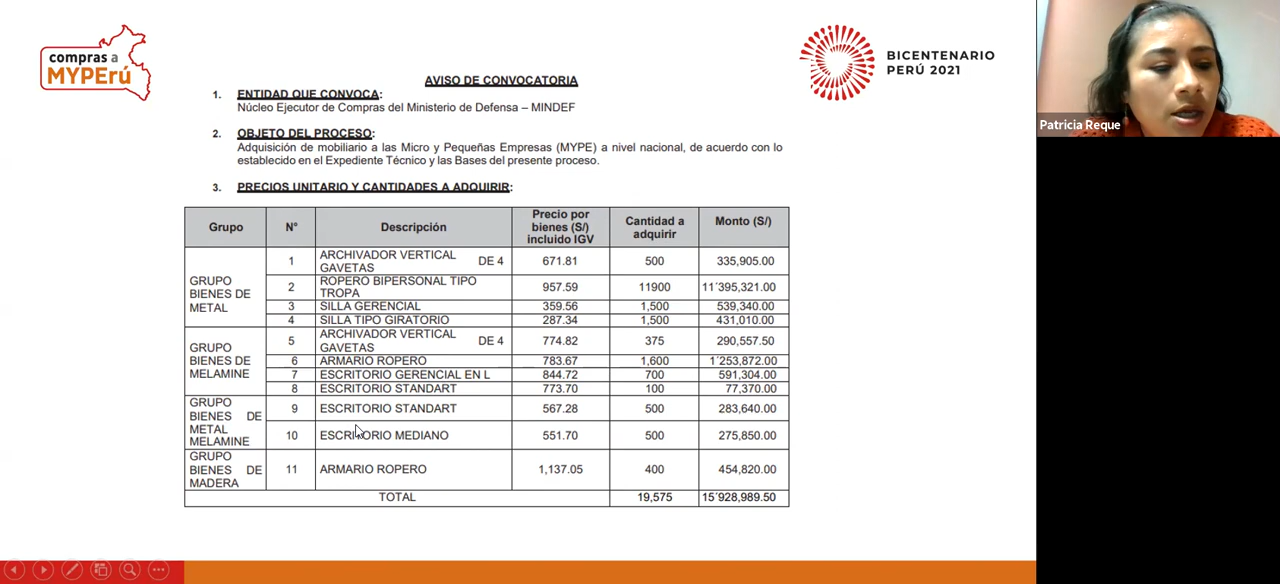 compras a
MYPErú
BICENTENARIO
PERÚ 2021
Patricia Reque
AVISO DE CONVOCATORIA
1. ENTIDAD QUE CONVOCA:
Núcleo Ejecutor de Compras del Ministerio de Defensa – MINDEF
2. OBJETO DEL PROCESO:
Adquisición de mobiliario a las Micro y Pequeñas Empresas (MYPE) a nivel nacional, de acuerdo con lo
establecido en el Expediente Técnico y las Bases del presente proceso.
3. PRECIOS UNITARIO Y CANTIDADES A ADQUIRIR:
Grupo N° Descripción Precio por bienes (S/) incluido IGV Cantidad a adquirir Monto (S/)
GRUPO BIENES DE METAL
1 ARCHIVADOR VERTICAL DE 4 GAVETAS 671.81 500 335,905.00
2 ROPERO BIPERSONAL TIPO TROPA 957.59 11900 11´395,321.00
3 SILLA GERENCIAL 359.56 1,500 539,340.00
4 SILLA TIPO GIRATORIO 287.34 1,500 431,010.00
GRUPO BIENES DE MELAMINE
5 ARCHIVADOR VERTICAL DE 4 GAVETAS 774.82 375 290,557.50
6 ARMARIO ROPERO 783.67 1,600 1´253,872.00
7 ESCRITORIO GERENCIAL EN L 844.72 700 591,304.00
8 ESCRITORIO STANDART 773.70 100 77,370.00
GRUPO BIENES DE METAL MELAMINE
9 ESCRITORIO STANDART 567.28 500 283,640.00
10 ESCRITORIO MEDIANO 551.70 500 275,850.00
GRUPO BIENES DE MADERA
11 ARMARIO ROPERO 1,137.05 400 454,820.00
TOTAL 19,575 15´928,989.50